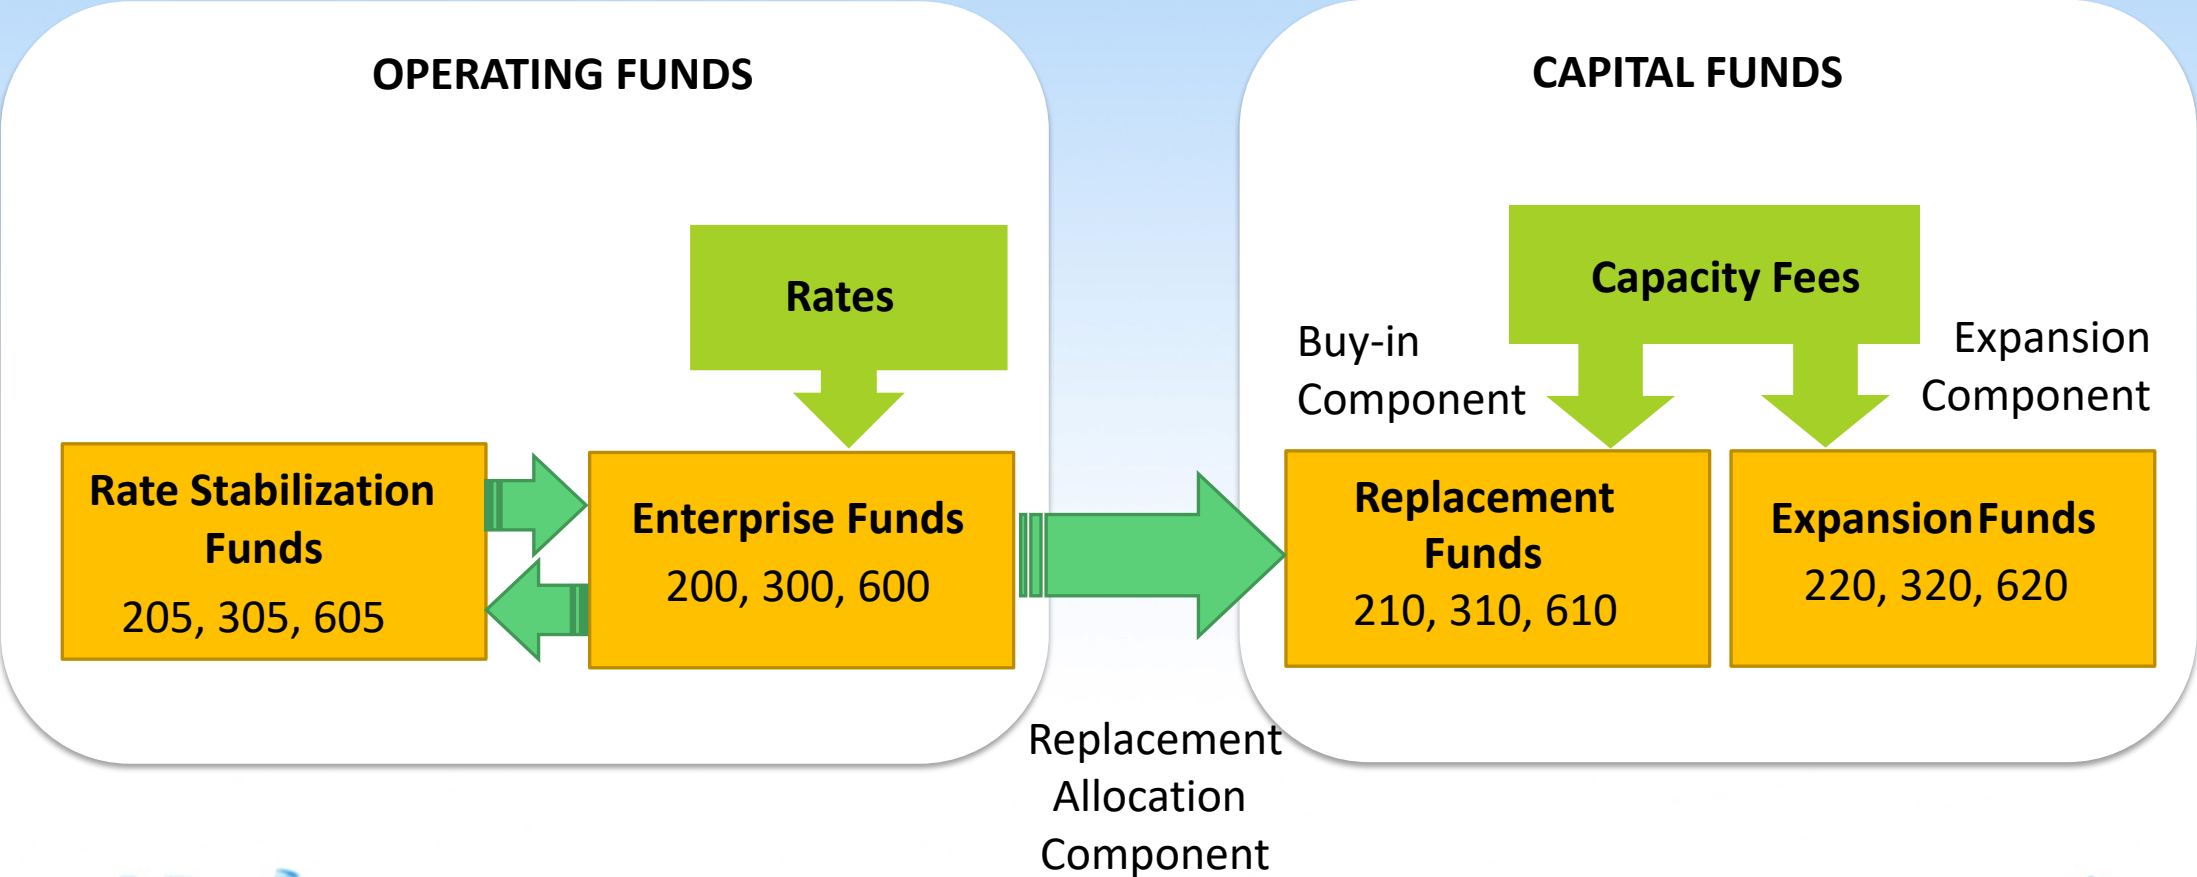 OPERATING FUNDS
Rates
Rate Stabilization
Funds
205, 305, 605
Enterprise Funds
200, 300, 600
Replacement
Allocation
Component
CAPITAL FUNDS
Capacity Fees
Buy-in
Component
Expansion
Component
Replacement
Funds
210, 310, 610
Expansion Funds
220, 320, 620